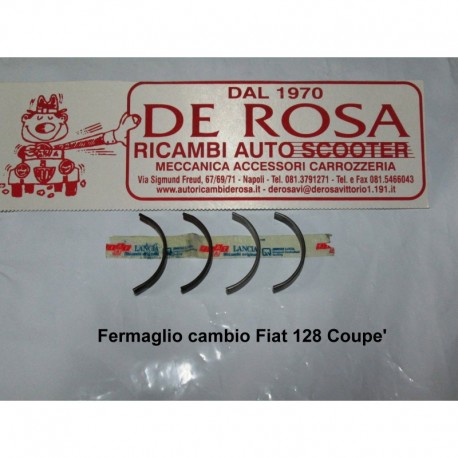 DAL 1970
DE ROSA
RICAMBI AUTO SCOOTER
MECCANICA ACCESSORI CARROZZERIA
Via Sigmund Freud, 67/69/71 - Napoli - Tel. 081.3791271 - Tel. e Fax 081.5466043
www.autoricambiderosa.it - derosavi@derosavittorio1.191.it
LANCIA LANCIA
Fermaglio cambio Fiat 128 Coupe'